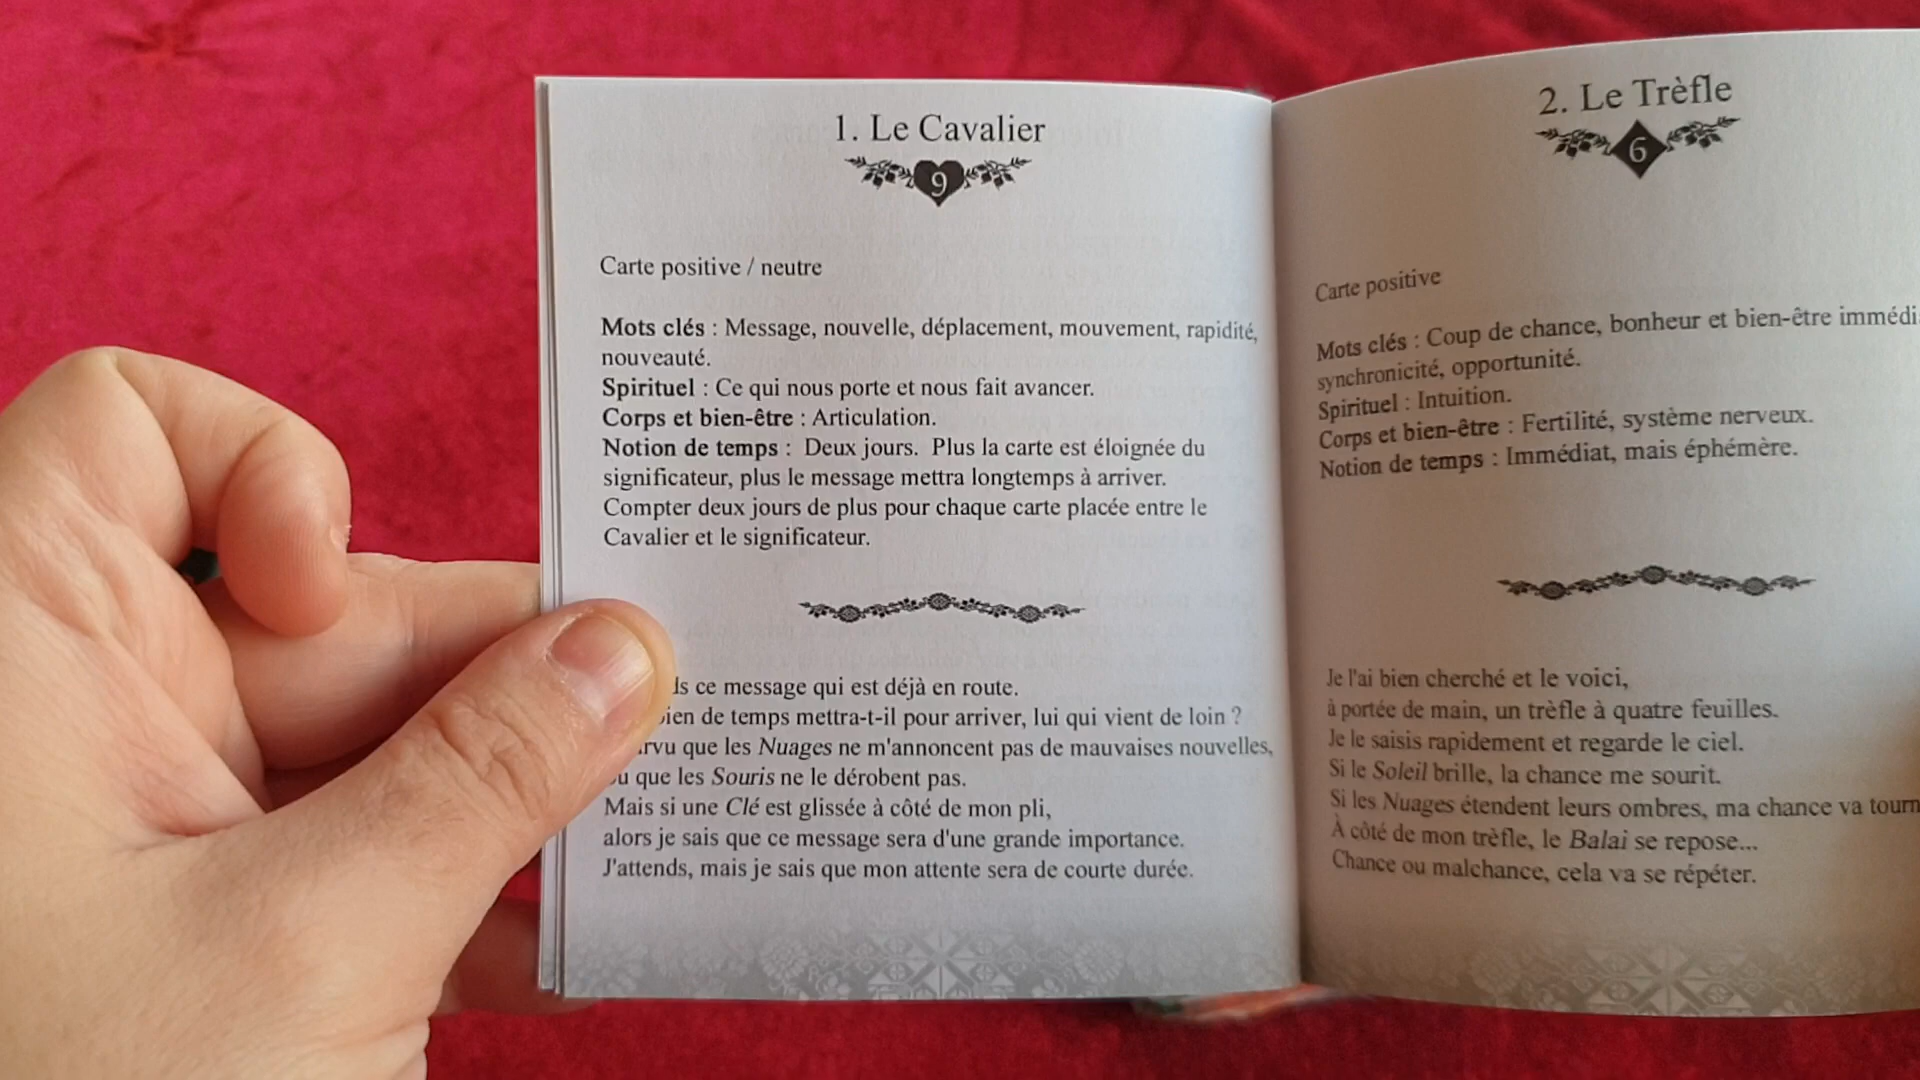 1. Le Cavalier
9
Carte positive / neutre
Mots clés : Message, nouvelle, déplacement, mouvement, rapidité,
nouveauté.
Spirituel : Ce qui nous porte et nous fait avancer.
Corps et bien-être : Articulation.
Notion de temps : Deux jours. Plus la carte est éloignée du
significateur, plus le message mettra longtemps à arriver.
Compter deux jours de plus pour chaque carte placée entre le
Cavalier et le significateur.
ce message qui est déjà en route.
de temps mettra-t-il pour arriver, lui qui vient de loin ?
que les Nuages ne m'annoncent pas de mauvaises nouvelles,
que les Souris ne le dérobent pas.
Mais si une Clé est glissée à côté de mon pli,
alors je sais que ce message sera d'une grande importance.
J'attends, mais je sais que mon attente sera de courte durée.
2. Le Trèfle
6
Carte positive
Mots clés : Coup de chance, bonheur et bien-être
synchronicité, opportunité.
Spirituel : Intuition.
Corps et bien-être : Fertilité, système nerveux.
Notion de temps : Immédiat, mais éphémère.
Je l'ai bien cherché et le voici,
à portée de main, un trèfle à quatre feuilles.
Je le saisis rapidement et regarde le ciel.
Si le Soleil brille, la chance me sourit.
Si les Nuages étendent leurs ombres, ma chance va
À côté de mon trèfle, le Balai se repose...
Chance ou malchance, cela va se répéter.